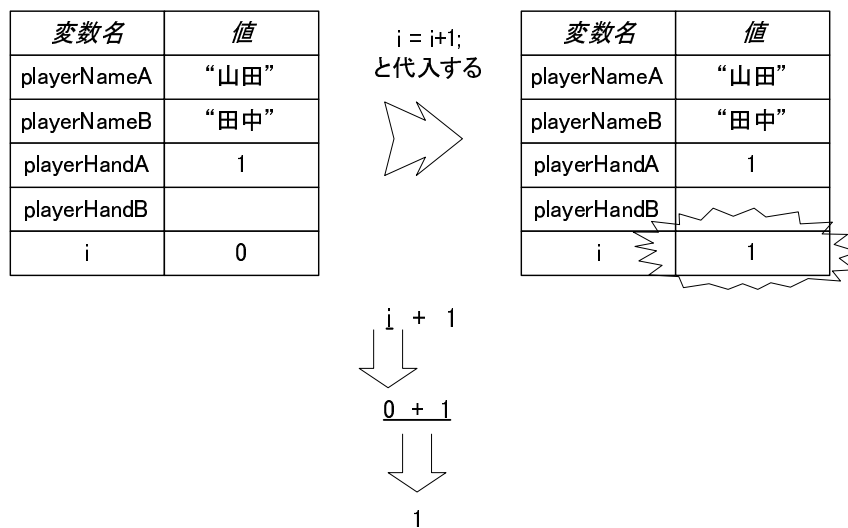 変数名 値
playerNameA “山田”
playerNameB “田中”
playerHandA 1
playerHandB
i 0
i = i+1;
と代入する
変数名 値
playerNameA “山田”
playerNameB “田中”
playerHandA 1
playerHandB
i 1
i + 1
0 + 1
1